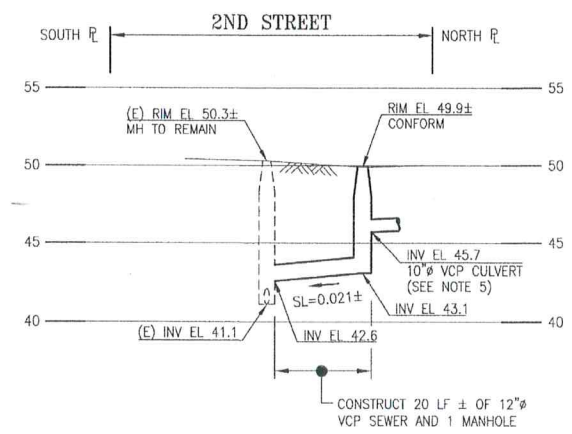 2ND STREET
SOUTH ⅊
NORTH ⅊
55
55
(E) RIM EL 50.3±
MH TO REMAIN
RIM EL 49.9±
CONFORM
50
50
45
45
INV EL 45.7
10"ø VCP CULVERT
(SEE NOTE 5)
SL=0.021±
INV EL 43.1
40
40
(E) INV EL 41.1
INV EL 42.6
CONSTRUCT 20 LF ± OF 12"ø
VCP SEWER AND 1 MANHOLE